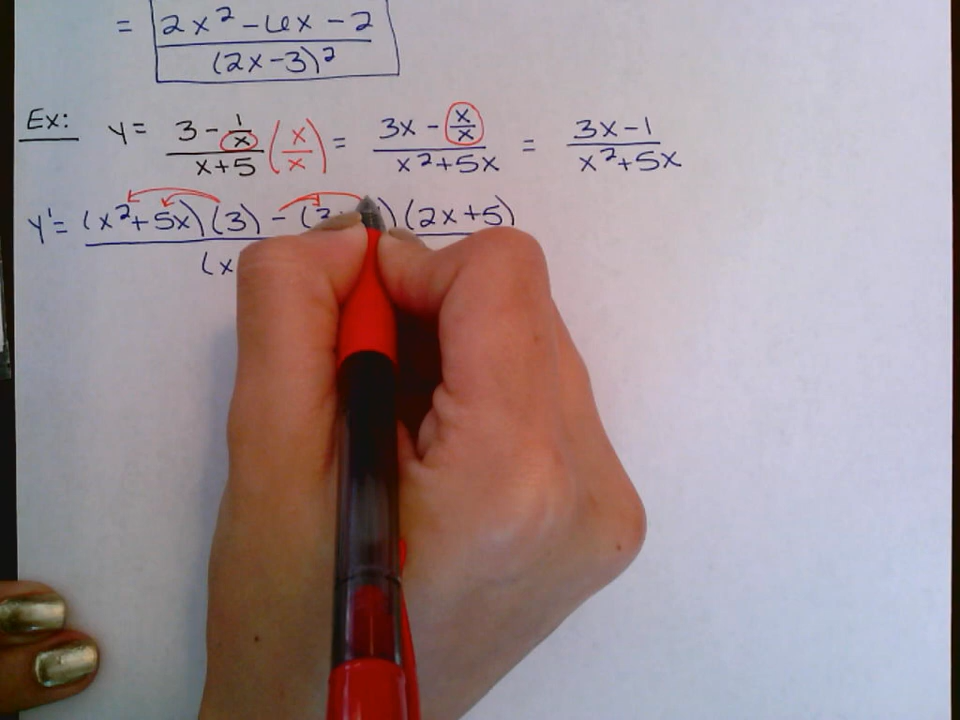 = 2x² - 6x - 2 / (2x-3)²
Ex: y = 3 - 1/x / x+5 (x/x) = 3x - x/x / x²+5x = 3x-1 / x²+5x
y' = (x²+5x)(3) - (3 )(2x+5) / (x